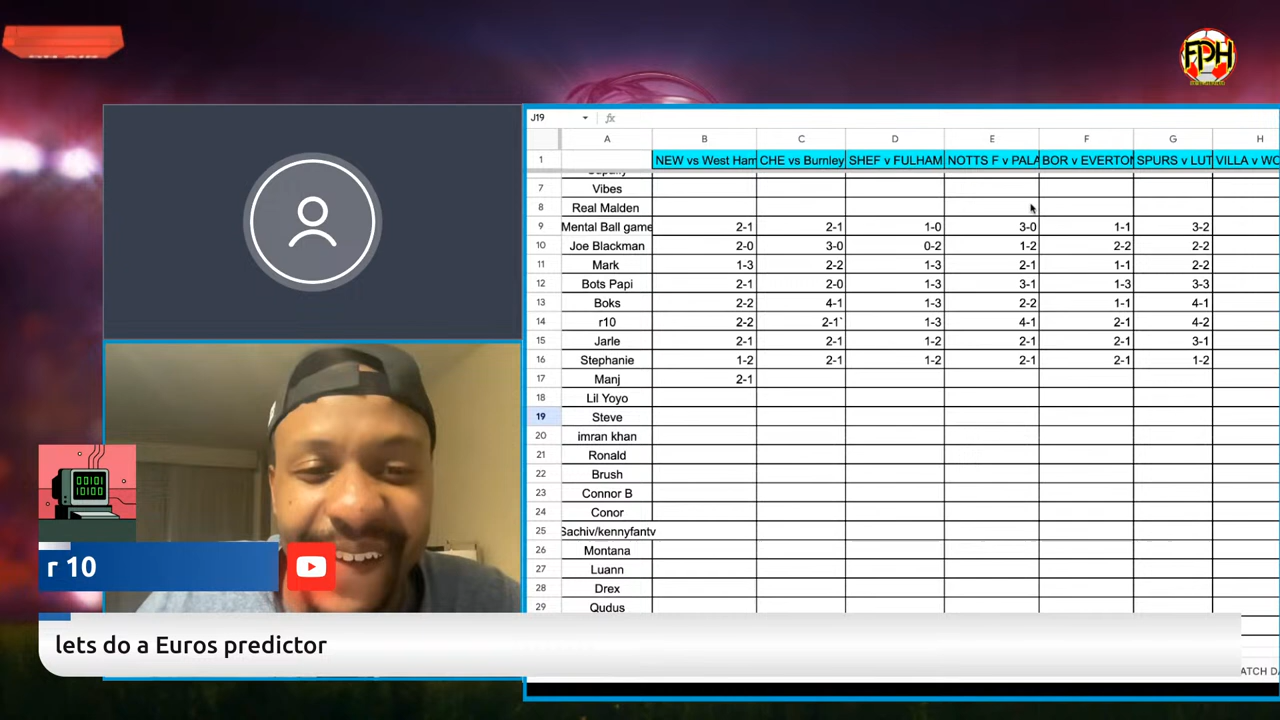 FPH
J19
fx
A B C D E F G H
1 NEW vs West Ham CHE vs Burnley SHEF v FULHAM NOTTS F v PALA BOR v EVERTON SPURS v LUT VILLA v WO
7 Vibes
8 Real Malden
9 Mental Ball game 2-1 2-1 1-0 3-0 1-1 3-2
10 Joe Blackman 2-0 3-0 0-2 1-2 2-2 2-2
11 Mark 1-3 2-2 1-3 2-1 1-1 2-2
12 Bots Papi 2-1 2-0 1-3 3-1 1-3 3-3
13 Boks 2-2 4-1 1-3 2-2 1-1 4-1
14 r10 2-2 2-1` 1-3 4-1 2-1 4-2
15 Jarle 2-1 2-1 1-2 2-1 2-1 3-1
16 Stephanie 1-2 2-1 1-2 2-1 2-1 1-2
17 Manj 2-1
18 Lil Yoyo
19 Steve
20 imran khan
21 Ronald
22 Brush
23 Connor B
24 Conor
25 Sachiv/kennyfantv
26 Montana
27 Luann
28 Drex
29 Qudus
ATCH DA
00101
10100
r 10
lets do a Euros predictor